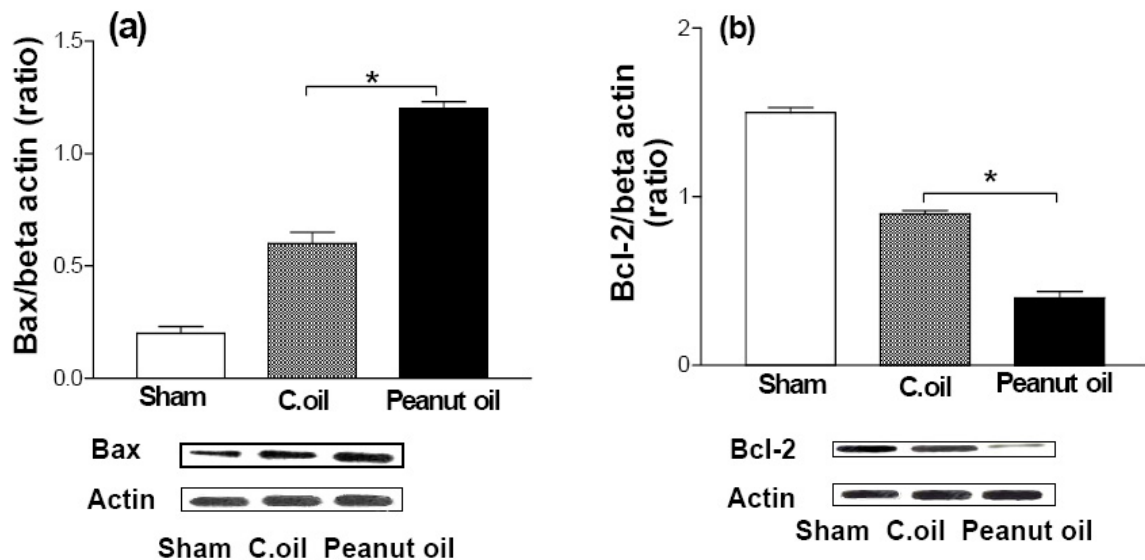 (a)
Bax/beta actin (ratio)
1.5
1.0
0.5
0.0
*
Sham C.oil Peanut oil
Bax
Actin
Sham C.oil Peanut oil
(b)
Bcl-2/beta actin
(ratio)
2
1
0
*
Sham C.oil Peanut oil
Bcl-2
Actin
Sham C.oil Peanut oil